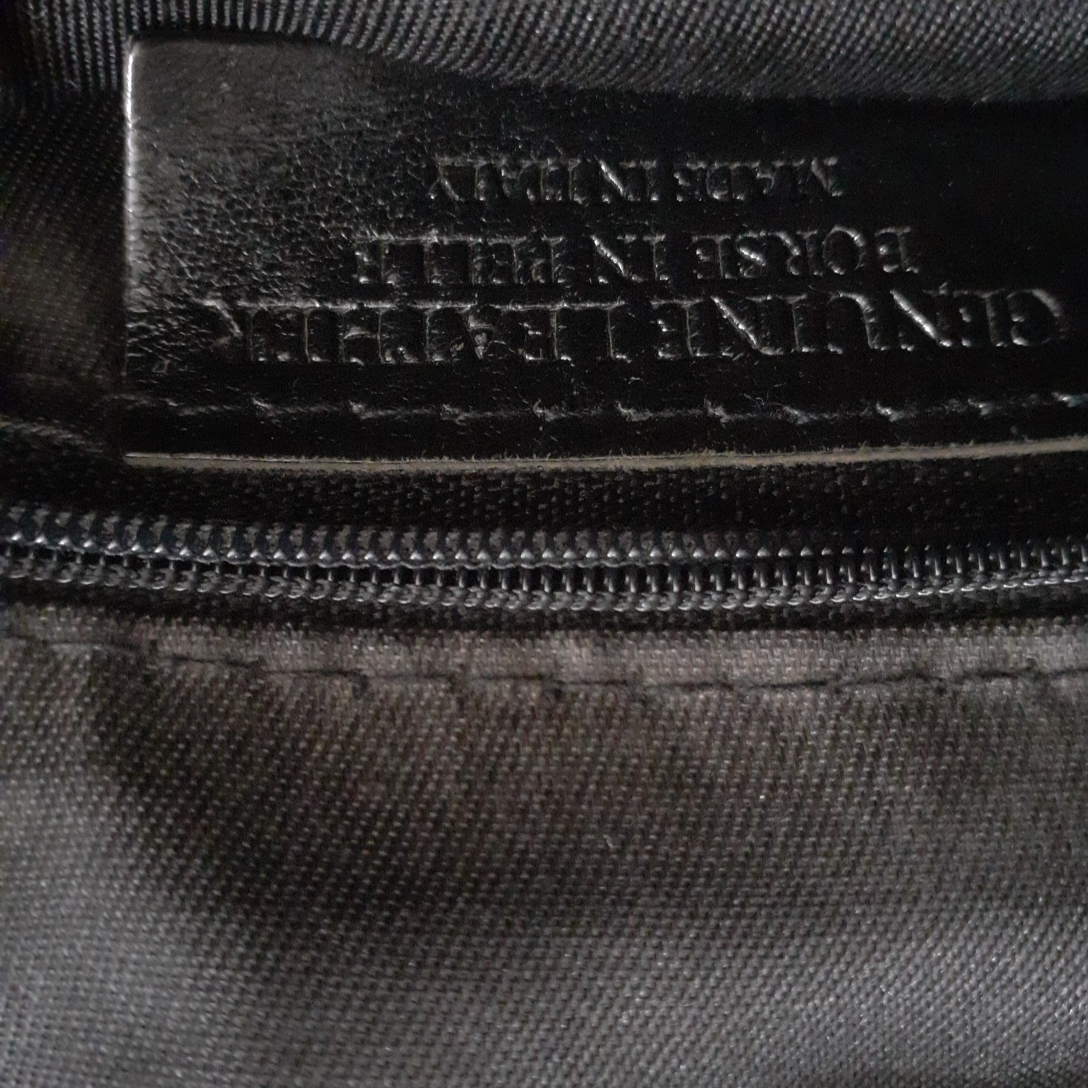 GENUINE LEATHER
BORSE IN PELLE
MADE IN ITALY